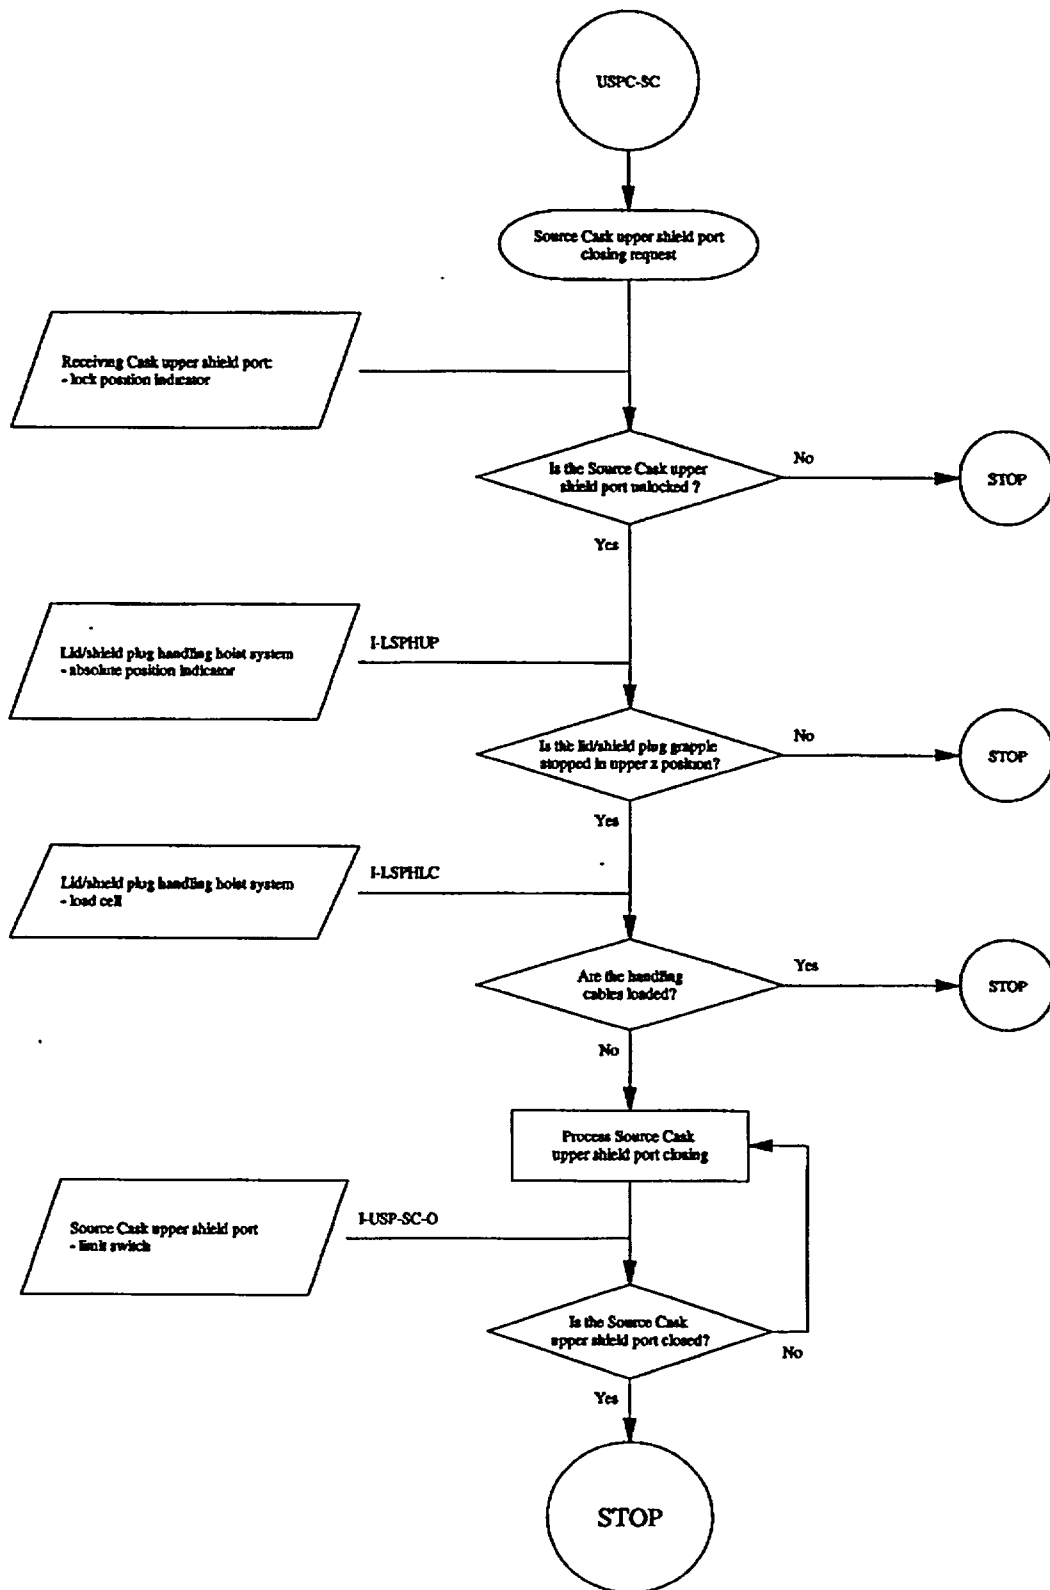 USPC-SC
Source Cask upper shield port
closing request
Receiving Cask upper shield port:
- lock position indicator
Is the Source Cask upper
shield port unlocked ?
No
STOP
Yes
Lid/shield plug handling hoist system
- absolute position indicator
I-LSPHUP
Is the lid/shield plug grapple
stopped in upper z position?
No
STOP
Yes
Lid/shield plug handling hoist system
- load cell
I-LSPHLC
Are the handling
cables loaded?
Yes
STOP
No
Process Source Cask
upper shield port closing
Source Cask upper shield port
- limit switch
I-USP-SC-O
Is the Source Cask
upper shield port closed?
No
Yes
STOP